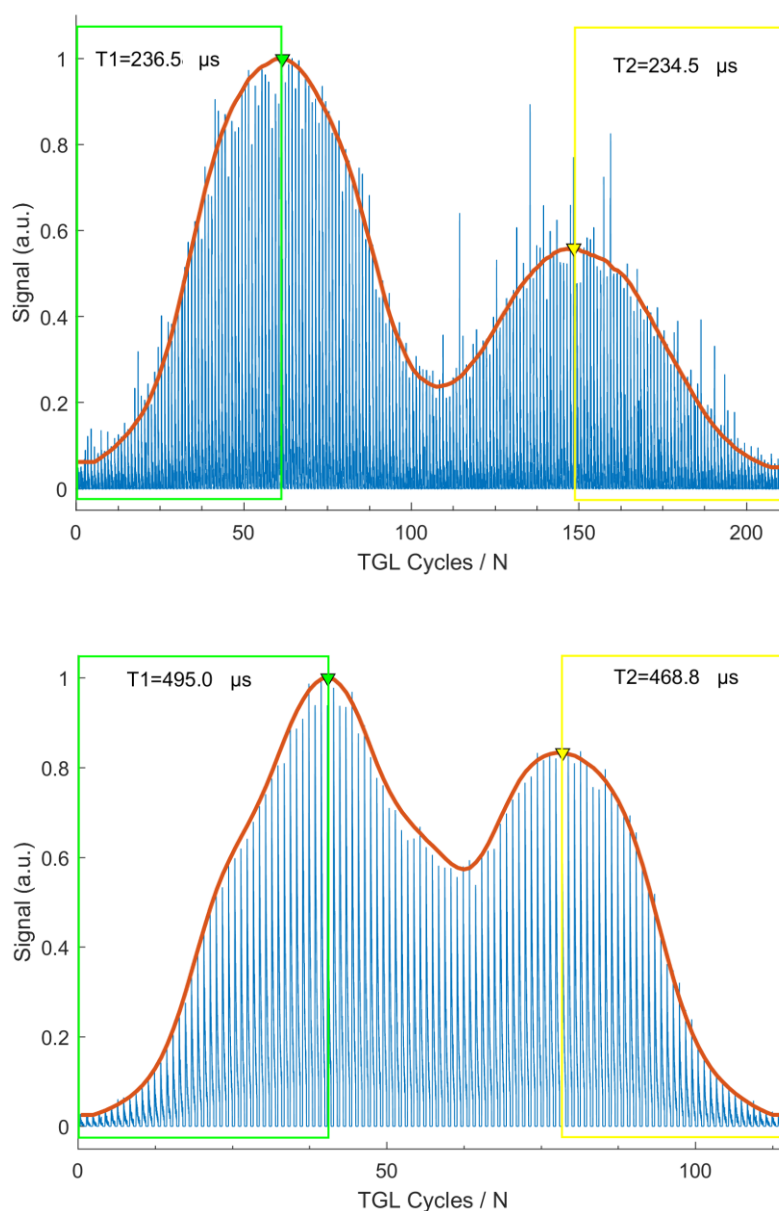 T1=236.5 μs
T2=234.5 μs
1
0.8
0.6
0.4
0.2
0
Signal (a.u.)
0 50 100 150 200
TGL Cycles / N
T1=495.0 μs
T2=468.8 μs
1
0.8
0.6
0.4
0.2
0
Signal (a.u.)
0 50 100
TGL Cycles / N